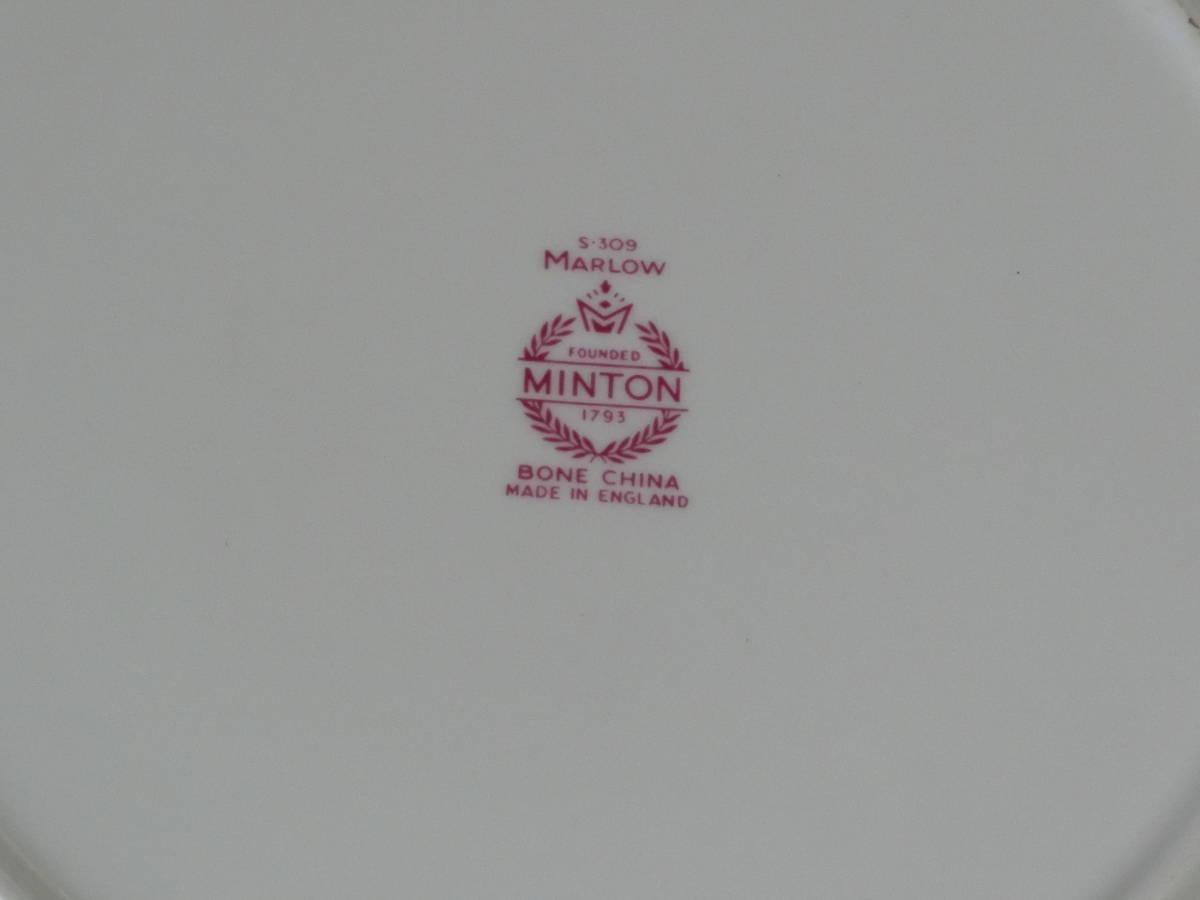 S·309
MARLOW
FOUNDED
MINTON
1793
BONE CHINA
MADE IN ENGLAND